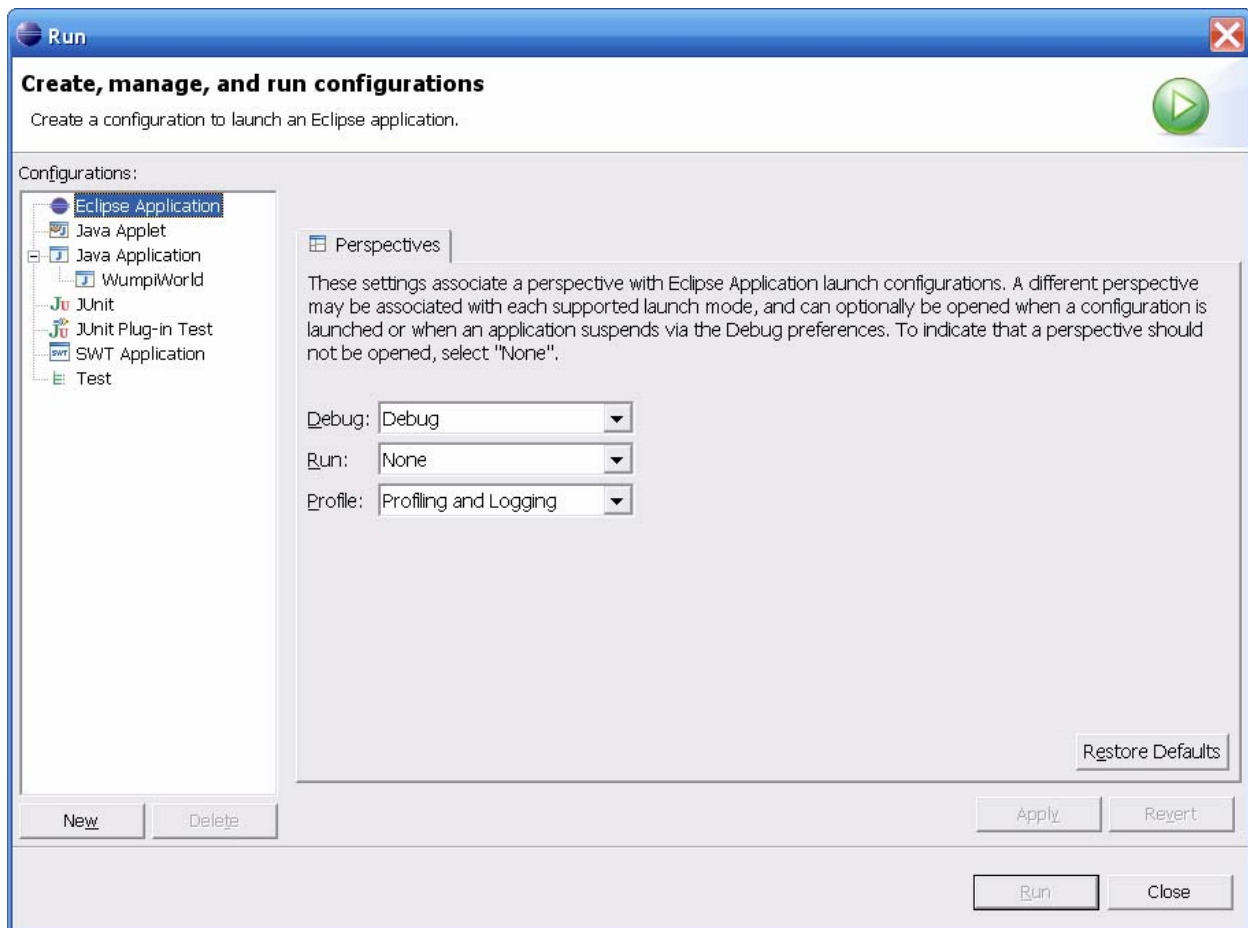 Run
Create, manage, and run configurations
Create a configuration to launch an Eclipse application.
Configurations:
Eclipse Application
Java Applet
Java Application
WumpiWorld
JUnit
JUnit Plug-in Test
SWT Application
Test
New
Delete
Perspectives
These settings associate a perspective with Eclipse Application launch configurations. A different perspective
may be associated with each supported launch mode, and can optionally be opened when a configuration is
launched or when an application suspends via the Debug preferences. To indicate that a perspective should
not be opened, select "None".
Debug: Debug
Run: None
Profile: Profiling and Logging
Restore Defaults
Apply
Revert
Run
Close